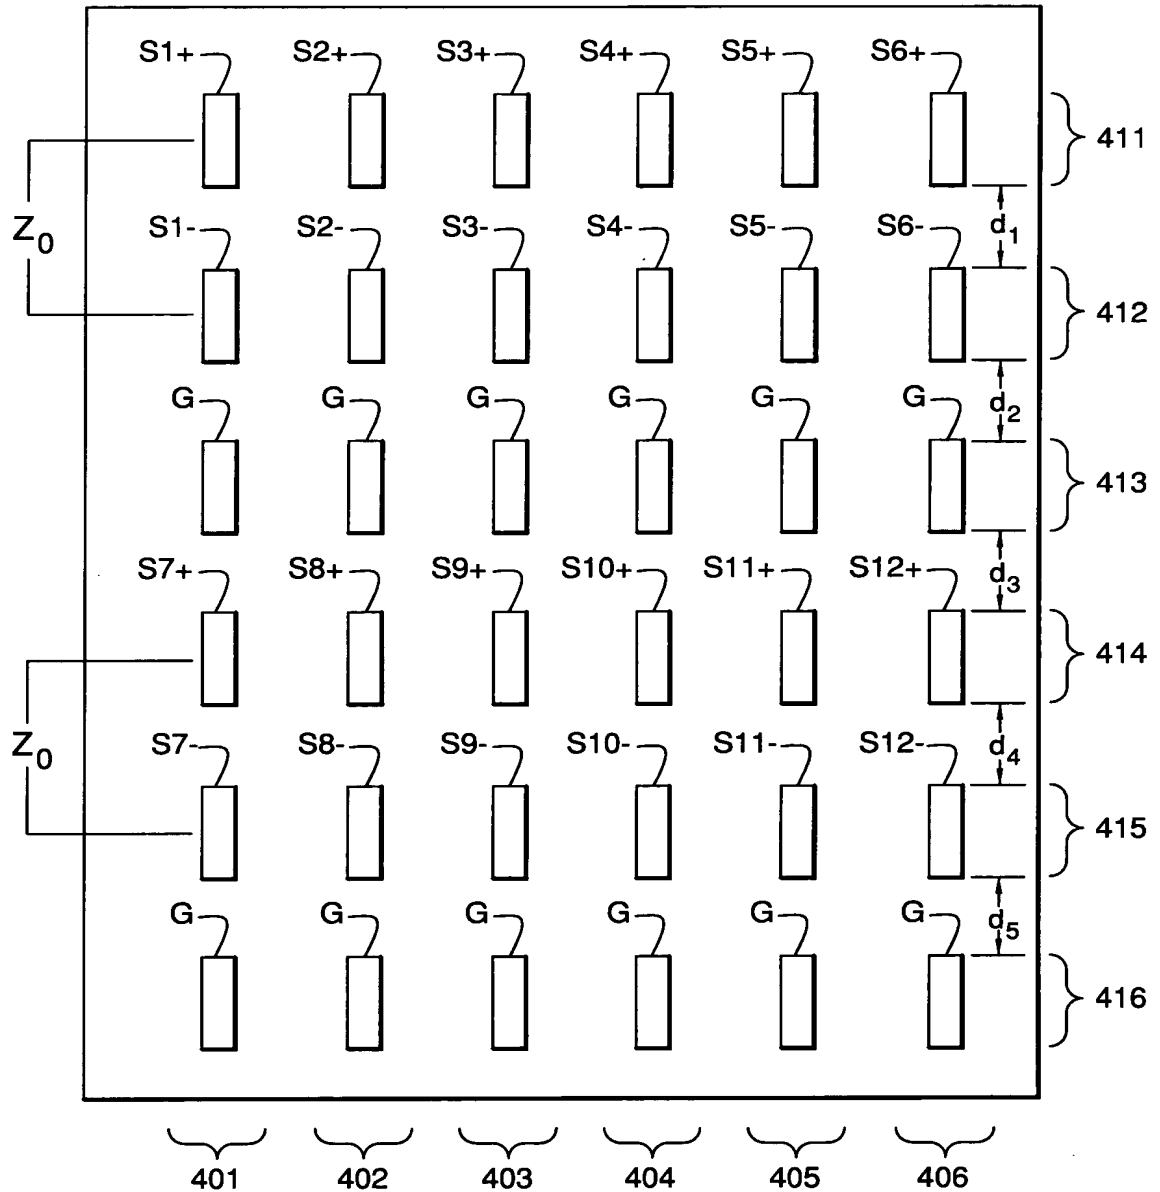 S1+ S2+ S3+ S4+ S5+ S6+
411
Z0
d1
S1- S2- S3- S4- S5- S6-
412
G G G G G G
d2
413
S7+ S8+ S9+ S10+ S11+ S12+
d3
414
Z0
S7- S8- S9- S10- S11- S12-
d4
415
G G G G G G
d5
416
401 402 403 404 405 406